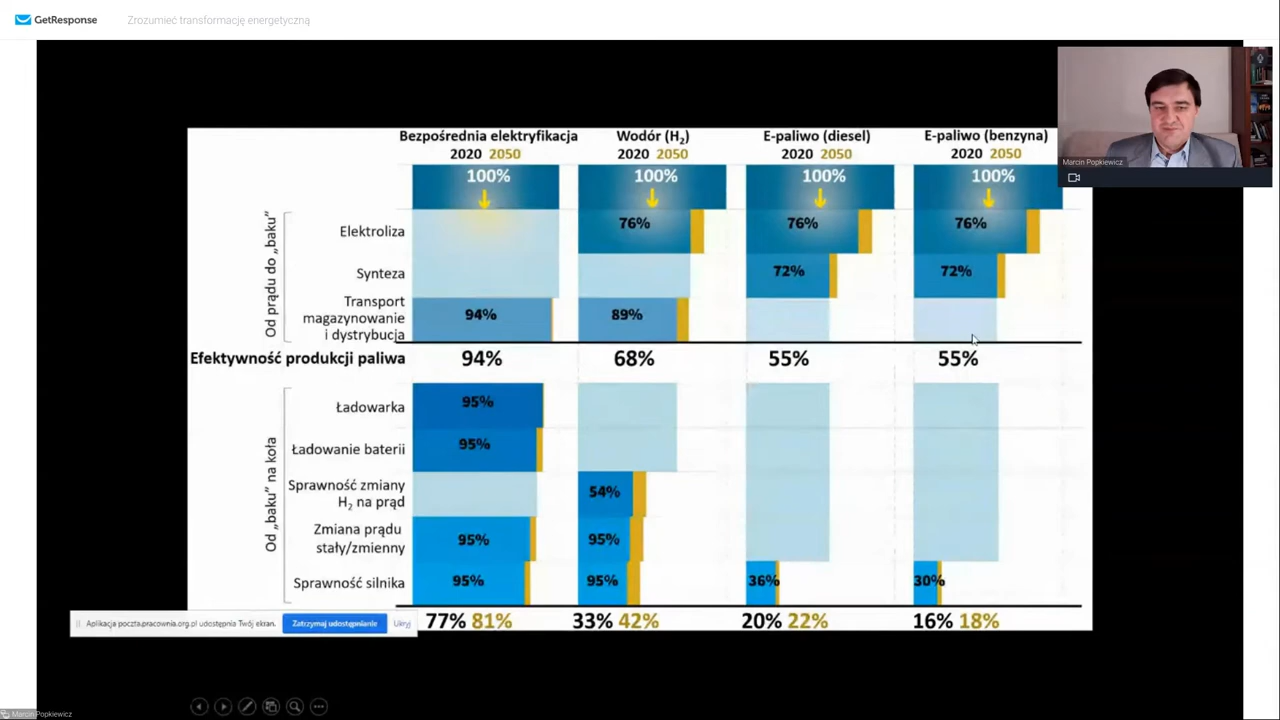 GetResponse
Zrozumieć transformację energetyczną
Marcin Popkiewicz
Bezpośrednia elektryfikacja
2020 2050
Wodór (H₂)
2020 2050
E-paliwo (diesel)
2020 2050
E-paliwo (benzyna)
2020 2050
100% 100% 100% 100%
Od prądu do „baku”
Elektroliza
76% 76% 76%
Synteza
72% 72%
Transport
magazynowanie
i dystrybucja
94% 89%
Efektywność produkcji paliwa
94% 68% 55% 55%
Od „baku” na koła
Ładowarka
95%
Ładowanie baterii
95%
Sprawność zmiany
H₂ na prąd
54%
Zmiana prądu
stały/zmienny
95% 95%
Sprawność silnika
95% 95% 36% 30%
77% 81% 33% 42% 20% 22% 16% 18%
Aplikacja poczta.pracownia.org.pl udostępnia Twój ekran.
Zatrzymaj udostępnianie
Ukryj
Marcin Popkiewicz